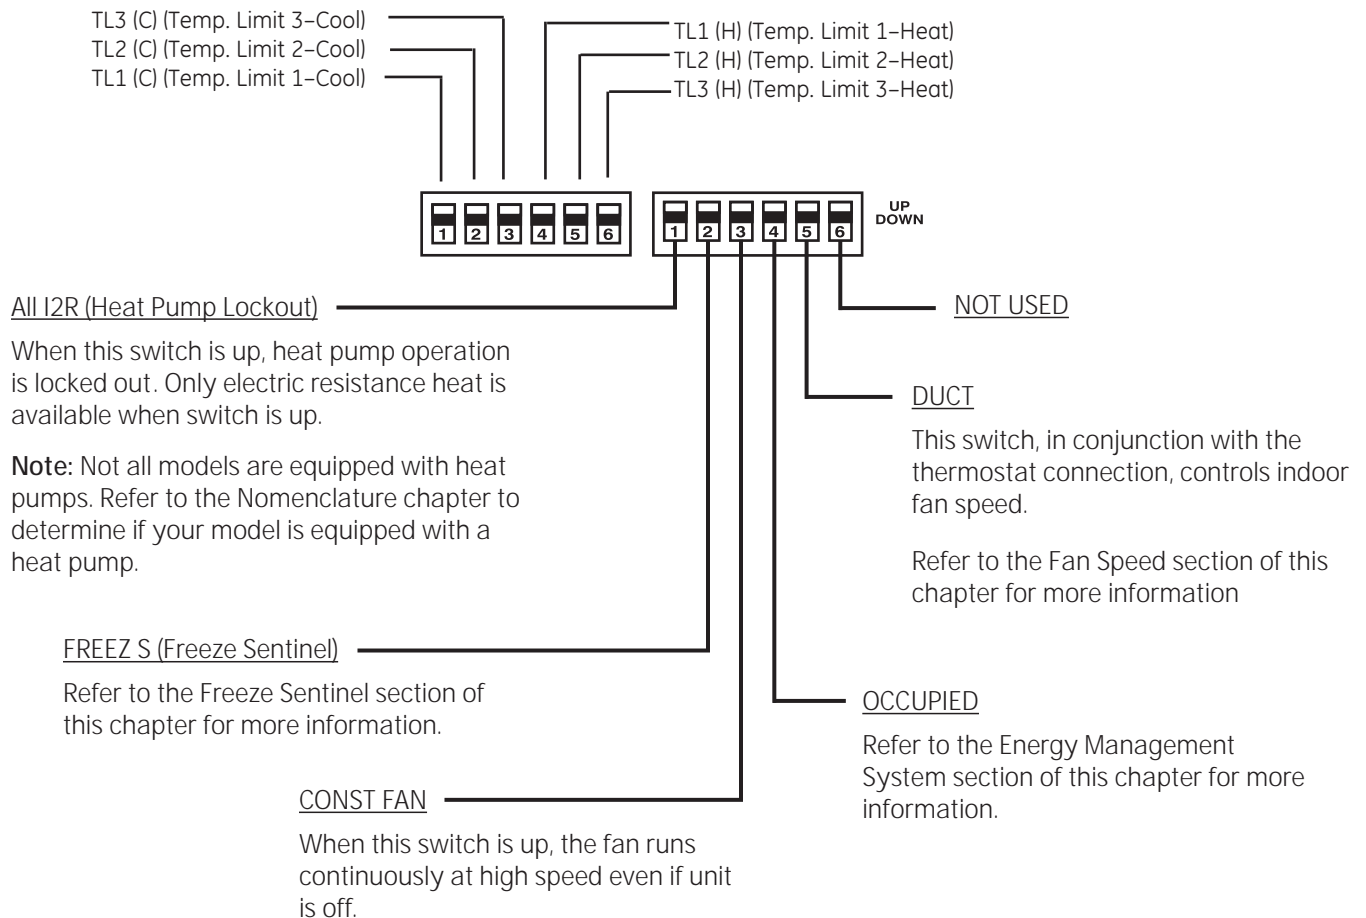 TL3 (C) (Temp. Limit 3–Cool)
TL2 (C) (Temp. Limit 2–Cool)
TL1 (C) (Temp. Limit 1–Cool)
TL1 (H) (Temp. Limit 1–Heat)
TL2 (H) (Temp. Limit 2–Heat)
TL3 (H) (Temp. Limit 3–Heat)
1 2 3 4 5 6
1 2 3 4 5 6
UP
DOWN
All I2R (Heat Pump Lockout)
When this switch is up, heat pump operation
is locked out. Only electric resistance heat is
available when switch is up.
Note: Not all models are equipped with heat
pumps. Refer to the Nomenclature chapter to
determine if your model is equipped with a
heat pump.
NOT USED
DUCT
This switch, in conjunction with the
thermostat connection, controls indoor
fan speed.
Refer to the Fan Speed section of this
chapter for more information
FREEZ S (Freeze Sentinel)
Refer to the Freeze Sentinel section of
this chapter for more information.
OCCUPIED
Refer to the Energy Management
System section of this chapter for more
information.
CONST FAN
When this switch is up, the fan runs
continuously at high speed even if unit
is off.